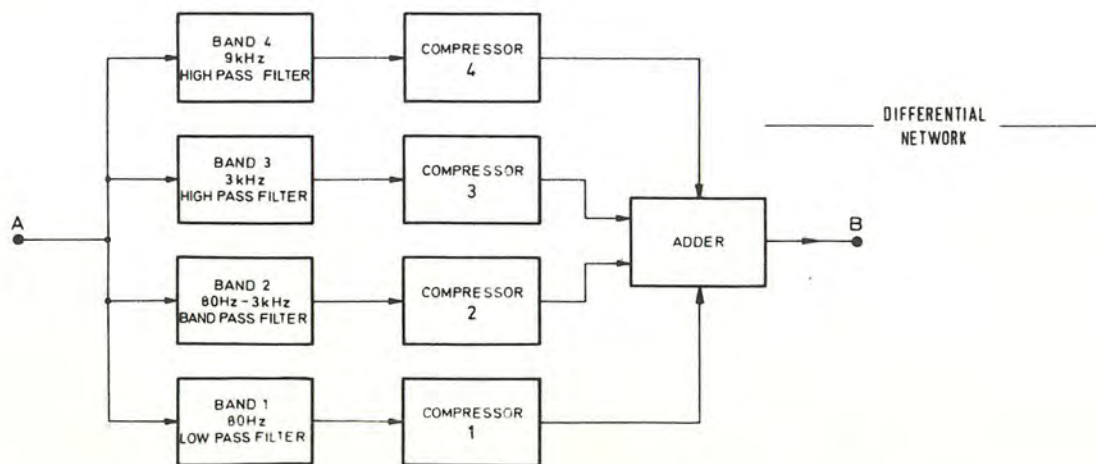 BAND 4
9kHz
HIGH PASS FILTER
COMPRESSOR
4
DIFFERENTIAL
NETWORK
BAND 3
3kHz
HIGH PASS FILTER
COMPRESSOR
3
A
ADDER
B
BAND 2
80Hz-3kHz
BAND PASS FILTER
COMPRESSOR
2
BAND 1
80Hz
LOW PASS FILTER
COMPRESSOR
1